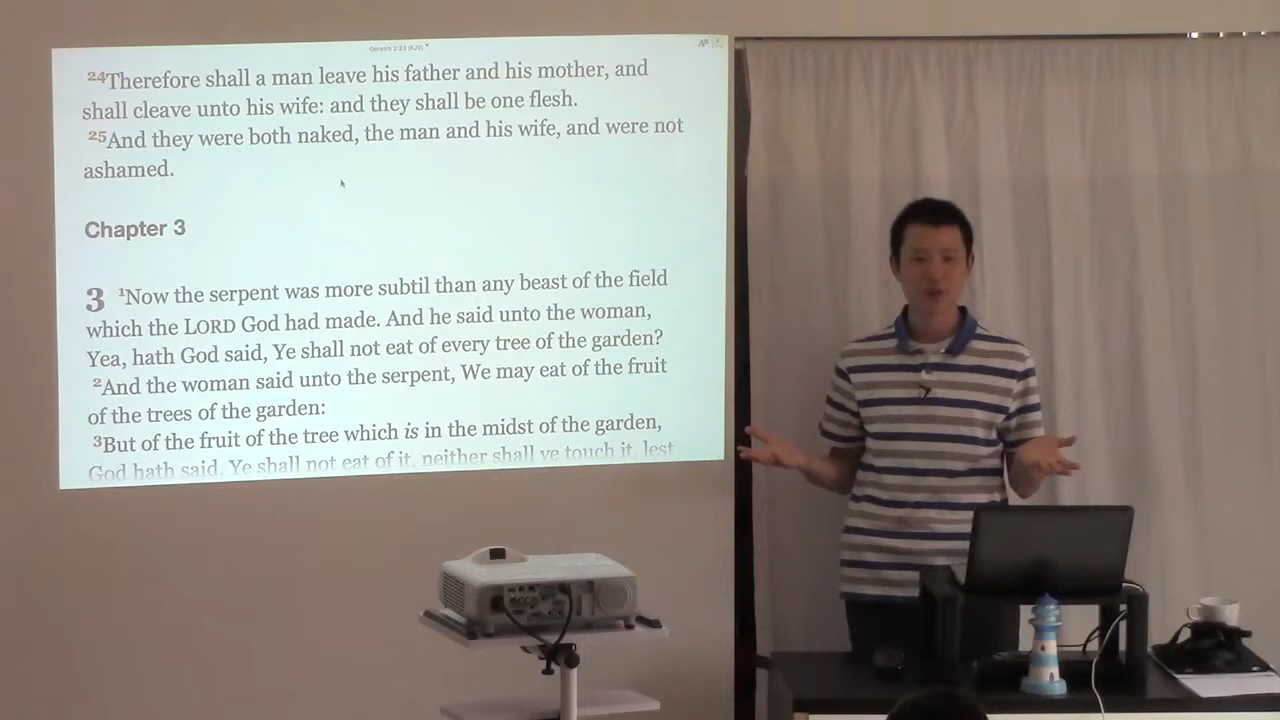 Genesis 2:23 (KJV)
24Therefore shall a man leave his father and his mother, and
shall cleave unto his wife: and they shall be one flesh.
25And they were both naked, the man and his wife, and were not
ashamed.
Chapter 3
3 1Now the serpent was more subtil than any beast of the field
which the LORD God had made. And he said unto the woman,
Yea, hath God said, Ye shall not eat of every tree of the garden?
2And the woman said unto the serpent, We may eat of the fruit
of the trees of the garden:
3But of the fruit of the tree which is in the midst of the garden,
God hath said, Ye shall not eat of it, neither shall ye touch it, lest